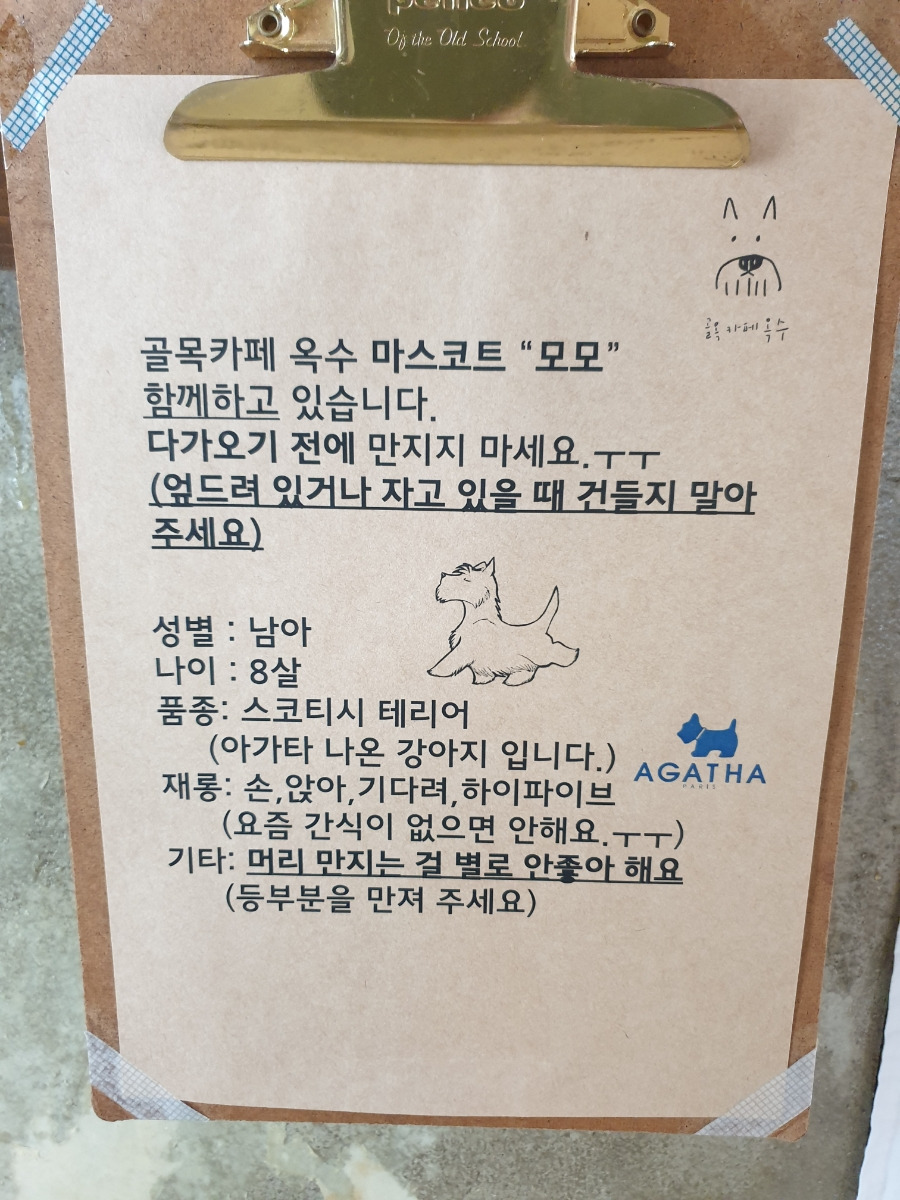 penco
Of the Old School
골목카페옥수
골목카페 옥수 마스코트 “모모”
함께하고 있습니다.
다가오기 전에 만지지 마세요.ㅜㅜ
(엎드려 있거나 자고 있을 때 건들지 말아
주세요)
성별 : 남아
나이 : 8살
품종: 스코티시 테리어
(아가타 나온 강아지 입니다.)
AGATHA
PARIS
재롱: 손,앉아,기다려,하이파이브
(요즘 간식이 없으면 안해요.ㅜㅜ)
기타: 머리 만지는 걸 별로 안좋아 해요
(등부분을 만져 주세요)